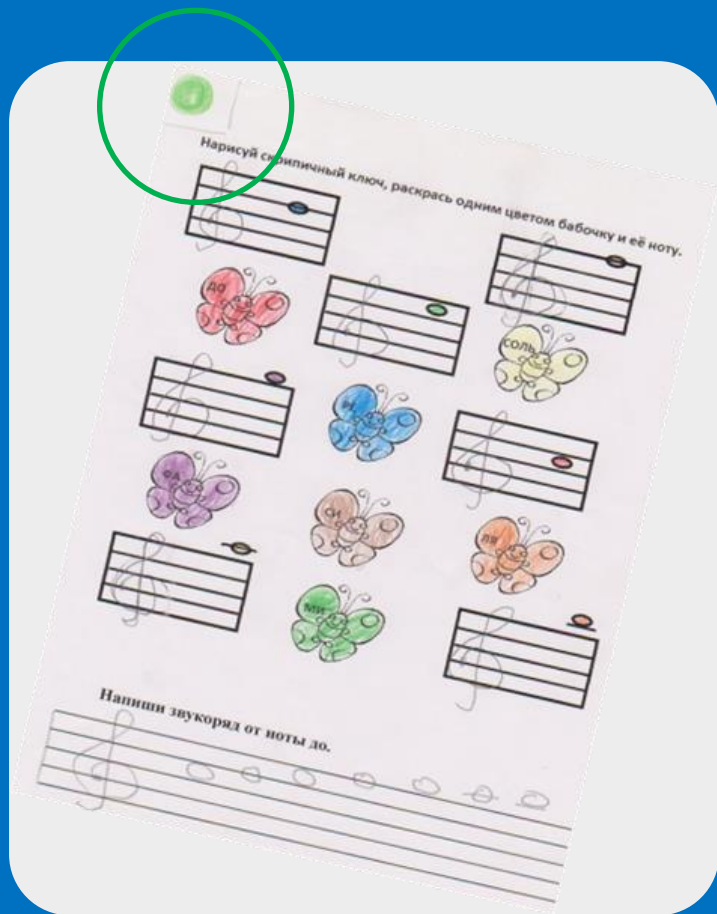 Нарисуй скрипичный ключ, раскрась одним цветом бабочку и её ноту.
ДО
СОЛЬ
ФА
СИ
ЛЯ
МИ
Напиши звукоряд от ноты до.